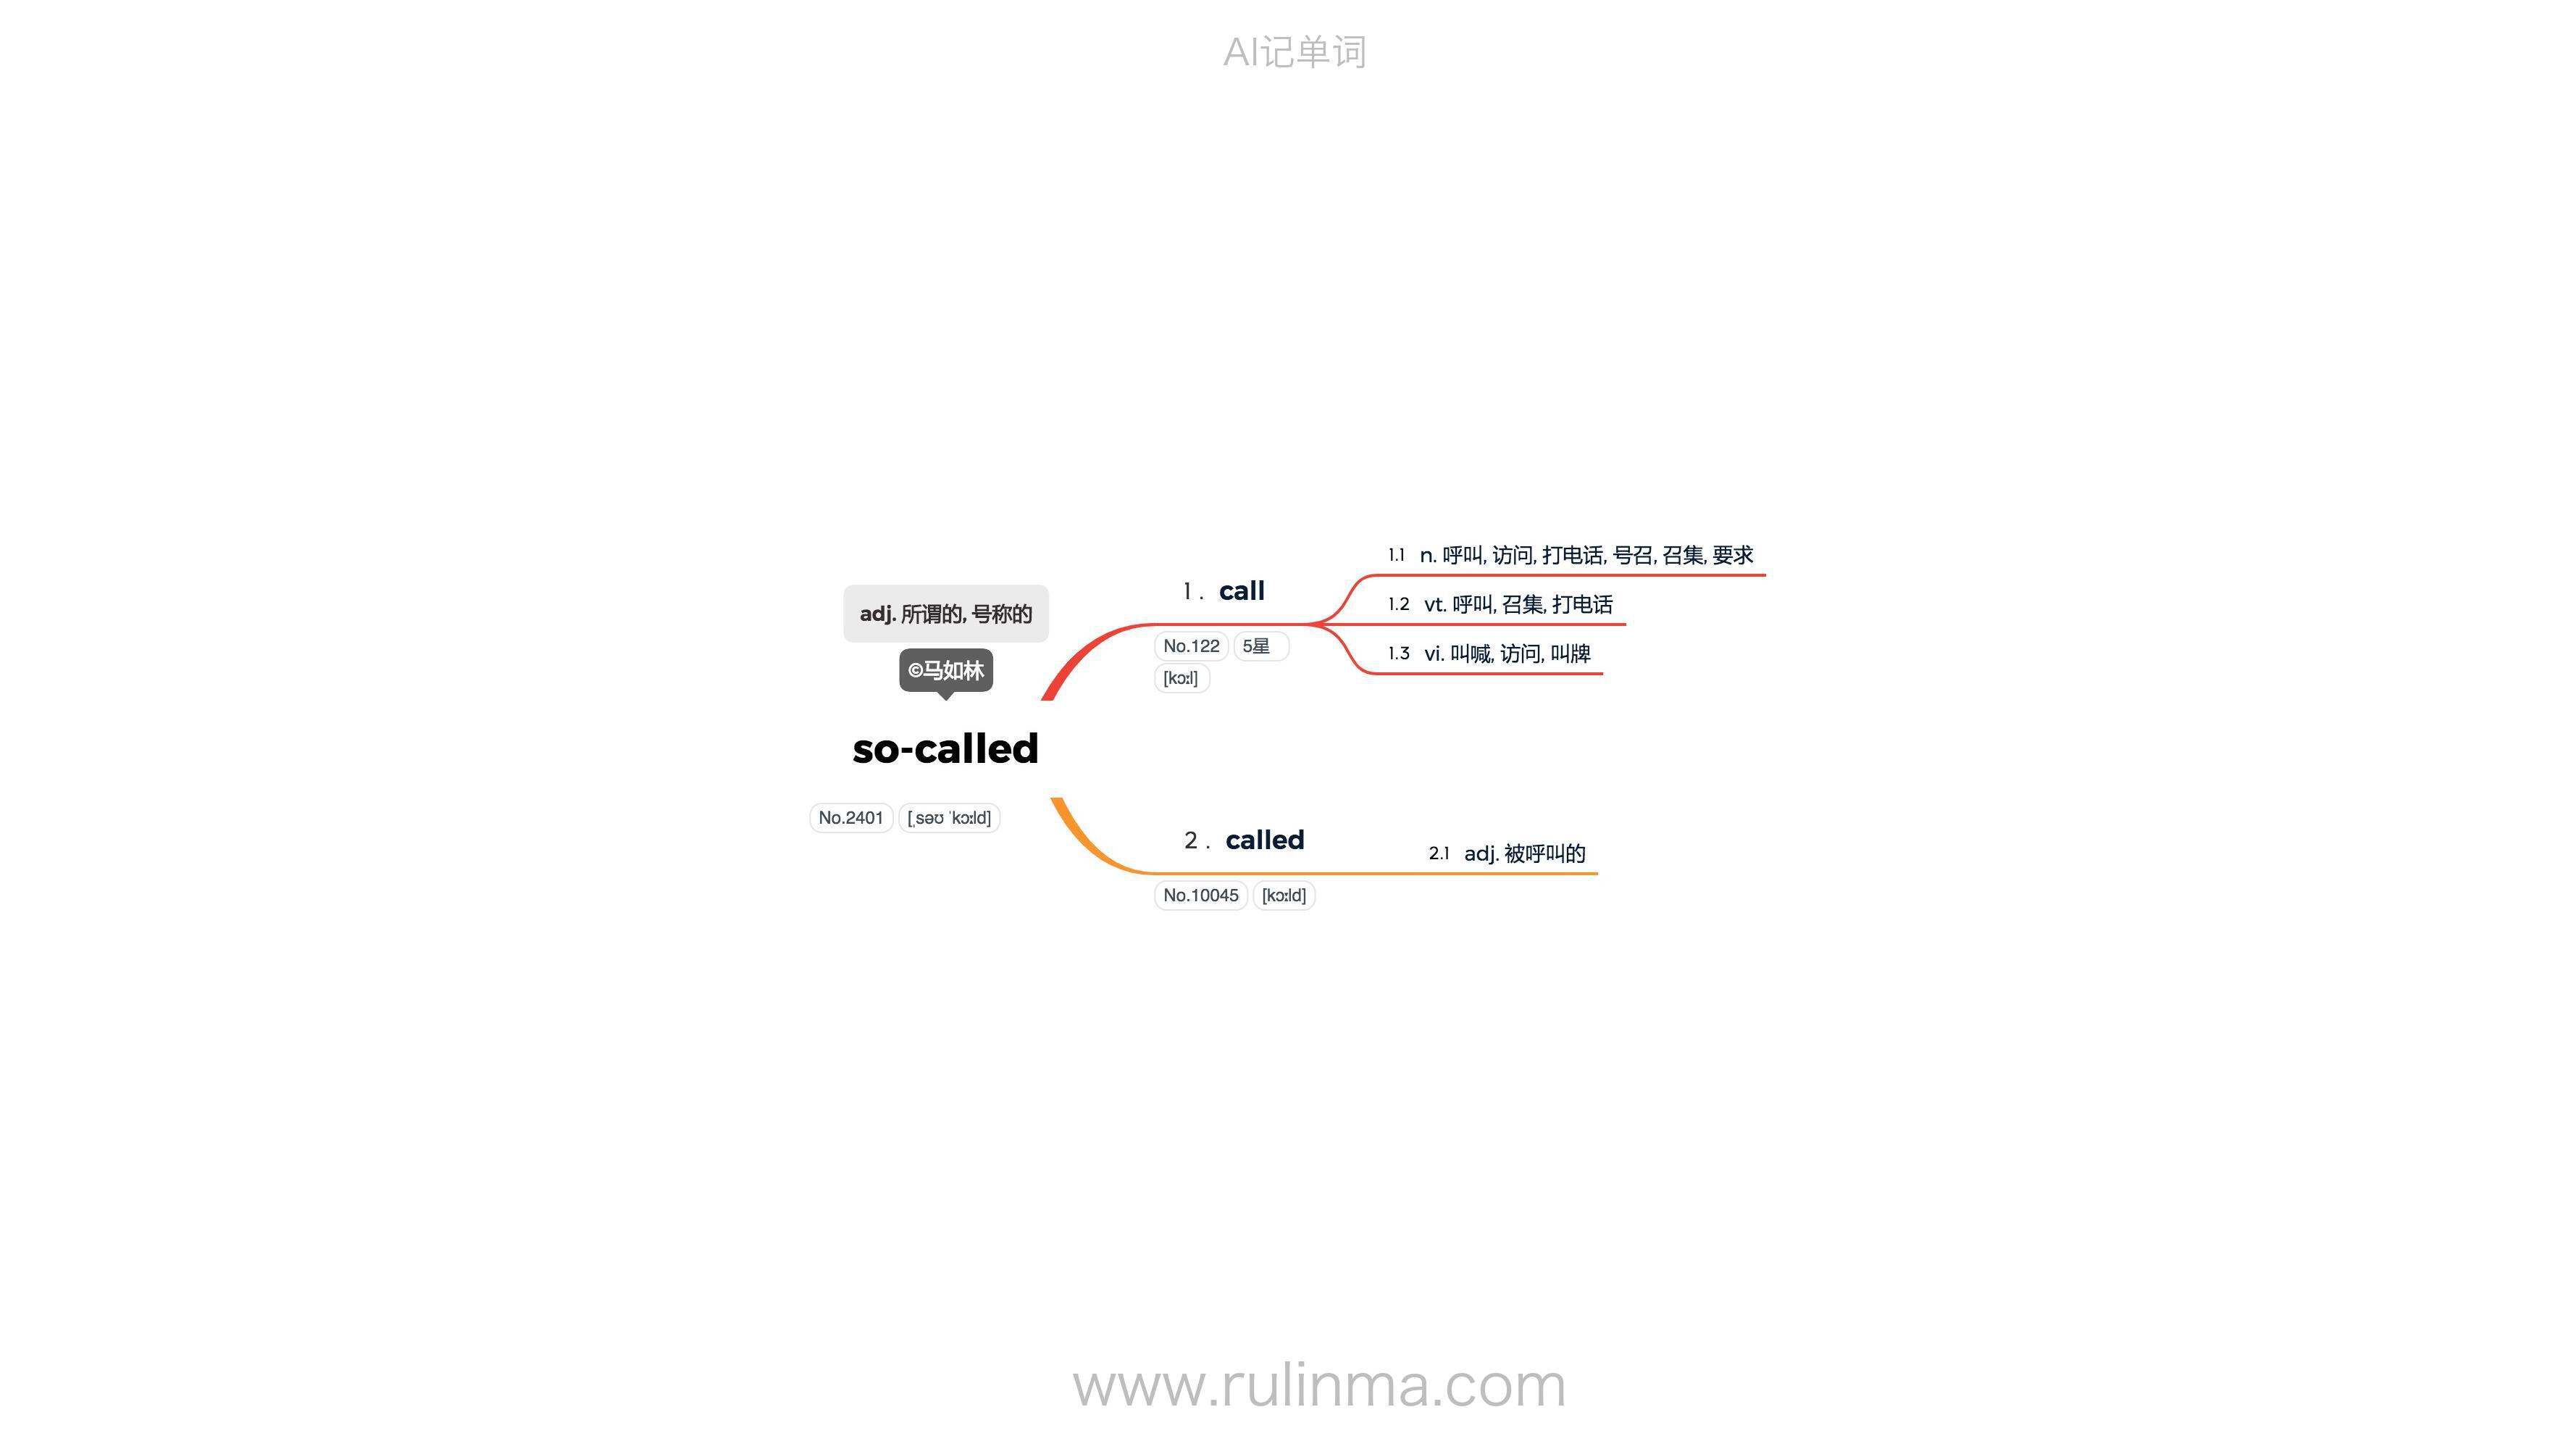 AI记单词
adj. 所谓的, 号称的
©马如林
so-called
No.2401 [ˌsəʊ ˈkɔːld]
1 . call
No.122 5星
[kɔːl]
1.1 n. 呼叫, 访问, 打电话, 号召, 召集, 要求
1.2 vt. 呼叫, 召集, 打电话
1.3 vi. 叫喊, 访问, 叫牌
2 . called
No.10045 [kɔːld]
2.1 adj. 被呼叫的
www.rulinma.com